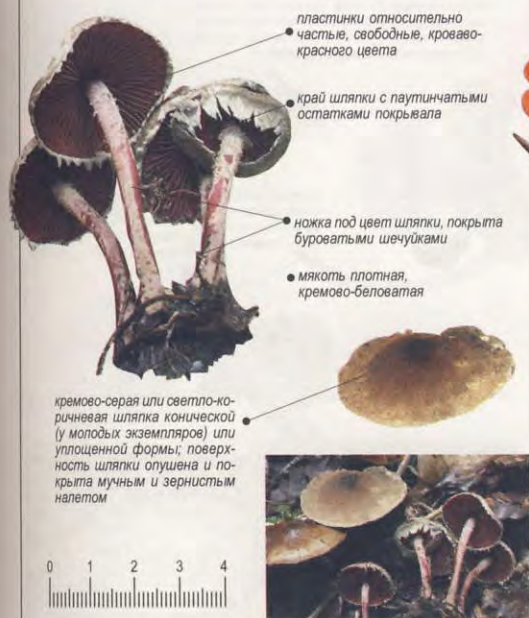 пластинки относительно
частые, свободные, кроваво-
красного цвета
край шляпки с паутинчатыми
остатками покрывала
ножка под цвет шляпки, покрыта
буроватыми шечуйками
мякоть плотная,
кремово-беловатая
кремово-серая или светло-ко-
ричневая шляпка конической
(у молодых экземпляров) или
уплощенной формы; поверх-
ность шляпки опушена и по-
крыта мучным и зернистым
налетом
0 1 2 3 4